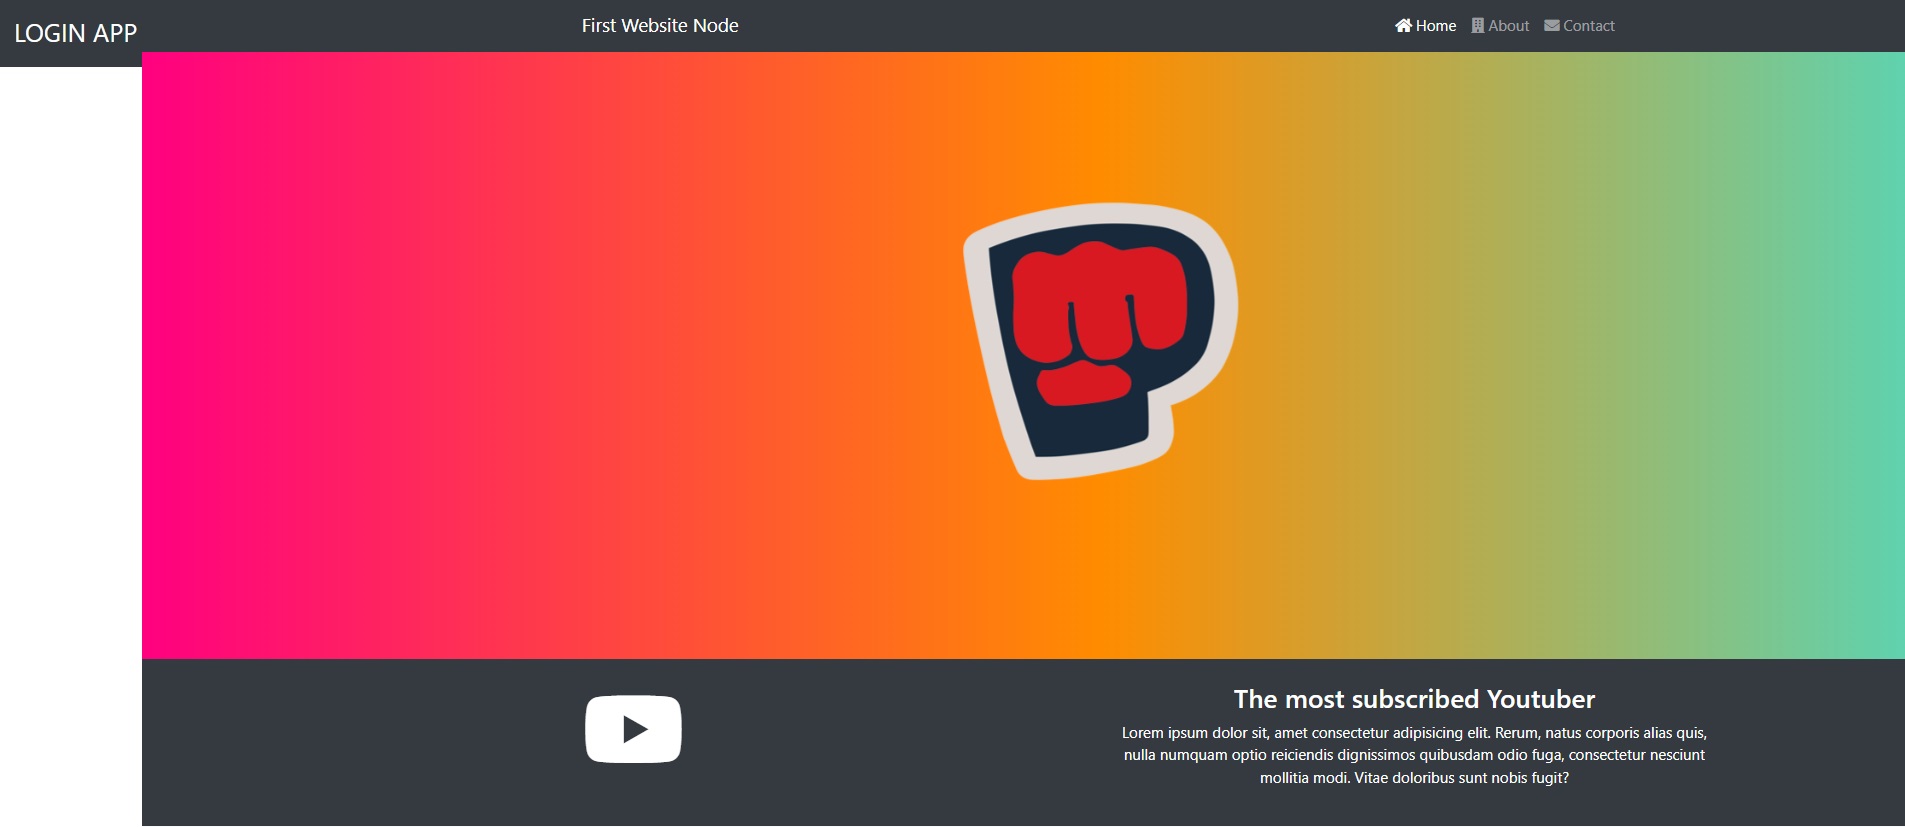 LOGIN APP
First Website Node
Home
About
Contact
The most subscribed Youtuber
Lorem ipsum dolor sit, amet consectetur adipisicing elit. Rerum, natus corporis alias quis,
nulla numquam optio reiciendis dignissimos quibusdam odio fuga, consectetur nesciunt
mollitia modi. Vitae doloribus sunt nobis fugit?